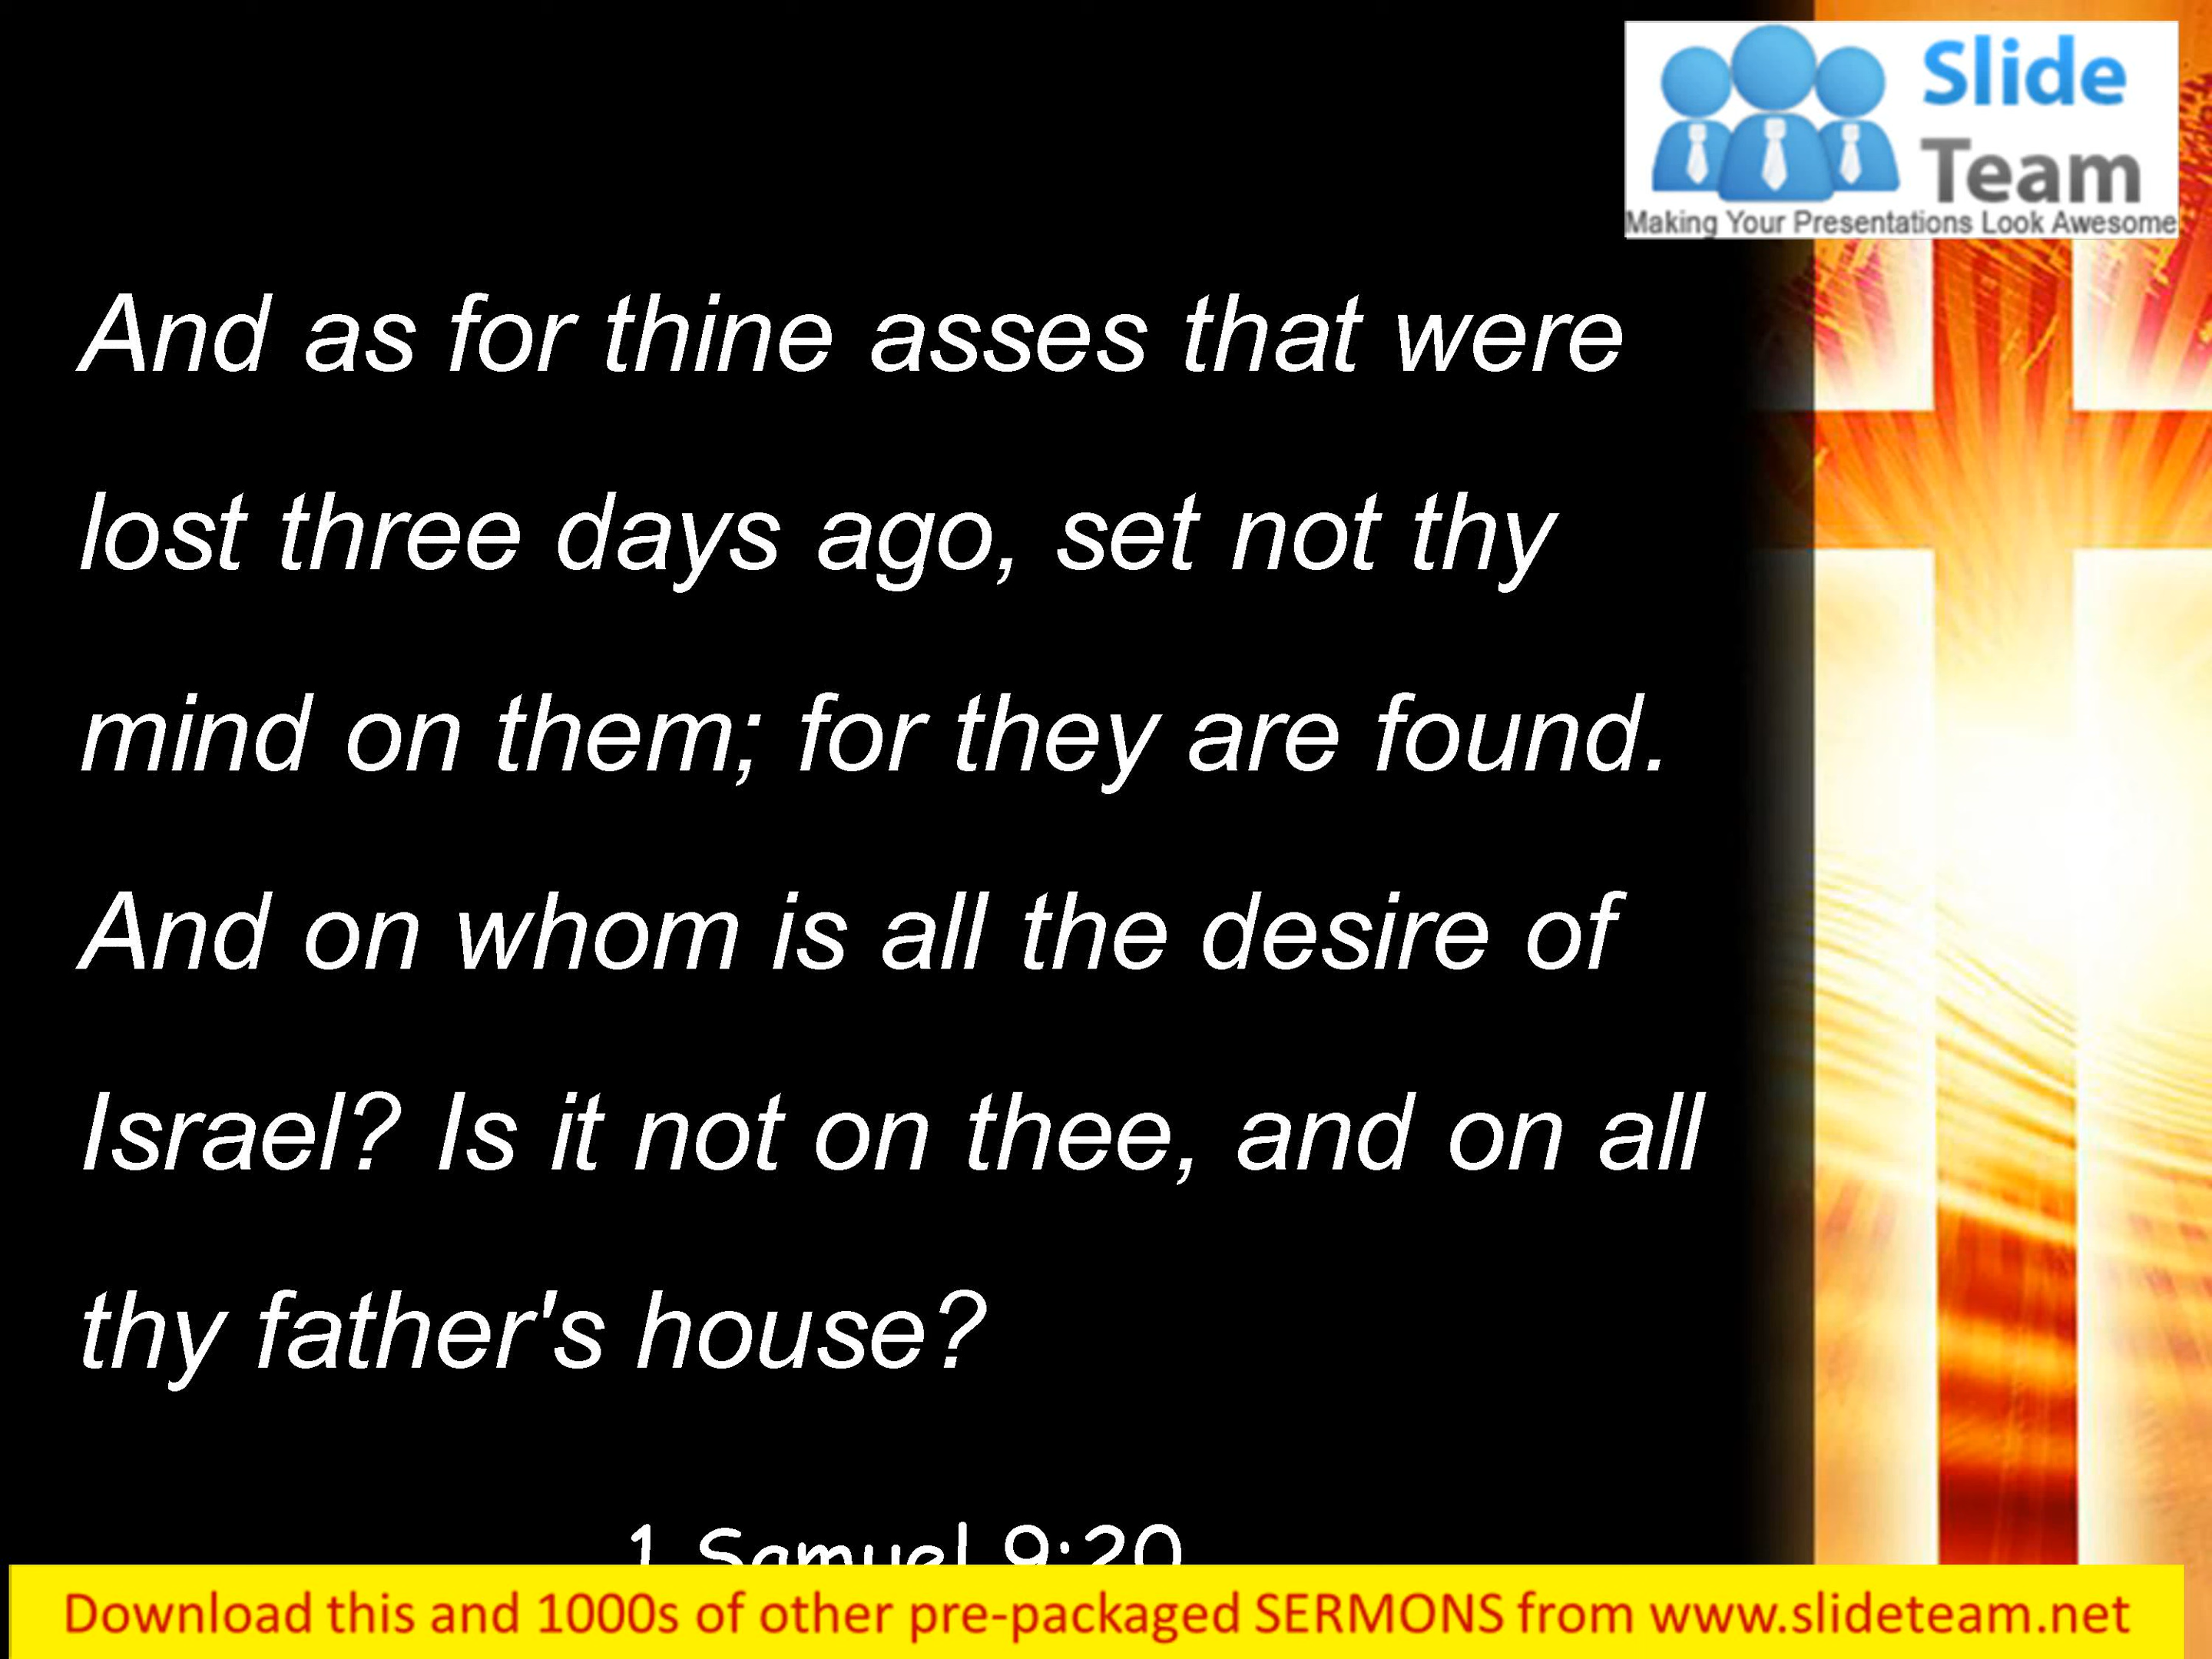 Slide
Team
Making Your Presentations Look Awesome
And as for thine asses that were
lost three days ago, set not thy
mind on them; for they are found.
And on whom is all the desire of
Israel? Is it not on thee, and on all
thy father's house?
1 Samuel 9:20
Download this and 1000s of other pre-packaged SERMONS from www.slideteam.net